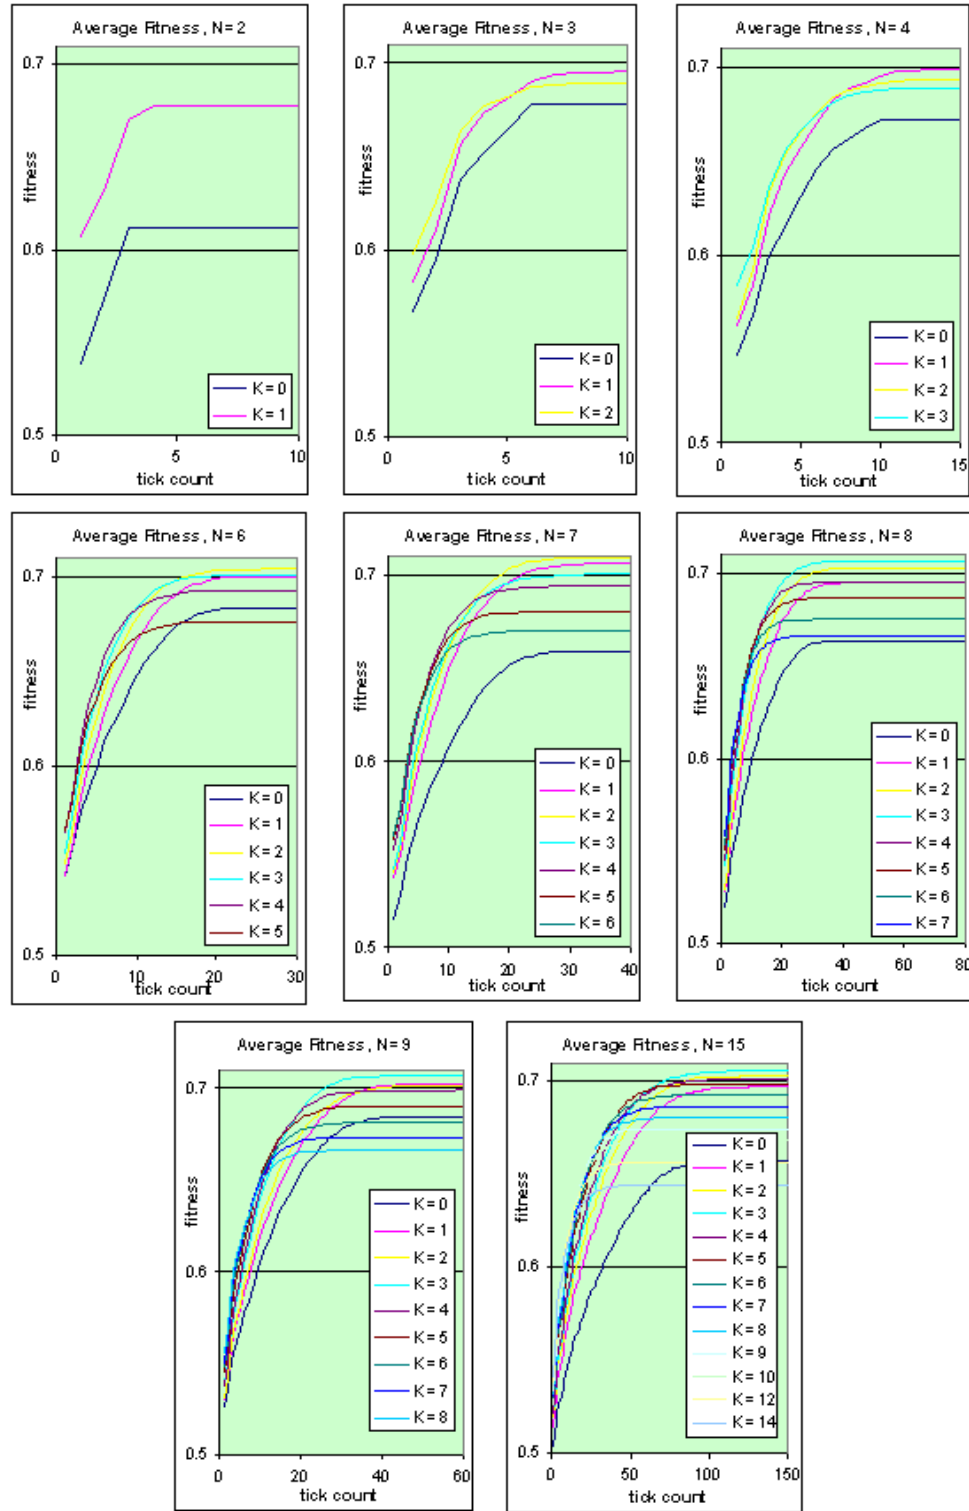 Average Fitness, N=2
0.7
0.6
0.5
fitness
0
5
10
tick count
K=0
K=1
Average Fitness, N=3
0.7
0.6
0.5
fitness
0
5
10
tick count
K=0
K=1
K=2
Average Fitness, N=4
0.7
0.6
0.5
fitness
0
5
10
15
tick count
K=0
K=1
K=2
K=3
Average Fitness, N=6
0.7
0.6
0.5
fitness
0
10
20
30
tick count
K=0
K=1
K=2
K=3
K=4
K=5
Average Fitness, N=7
0.7
0.6
0.5
fitness
0
10
20
30
40
tick count
K=0
K=1
K=2
K=3
K=4
K=5
K=6
Average Fitness, N=8
0.7
0.6
0.5
fitness
0
20
40
60
80
tick count
K=0
K=1
K=2
K=3
K=4
K=5
K=6
K=7
Average Fitness, N=9
0.7
0.6
0.5
fitness
0
20
40
60
tick count
K=0
K=1
K=2
K=3
K=4
K=5
K=6
K=7
K=8
Average Fitness, N=15
0.7
0.6
0.5
fitness
0
50
100
150
tick count
K=0
K=1
K=2
K=3
K=4
K=5
K=6
K=7
K=8
K=9
K=10
K=12
K=14